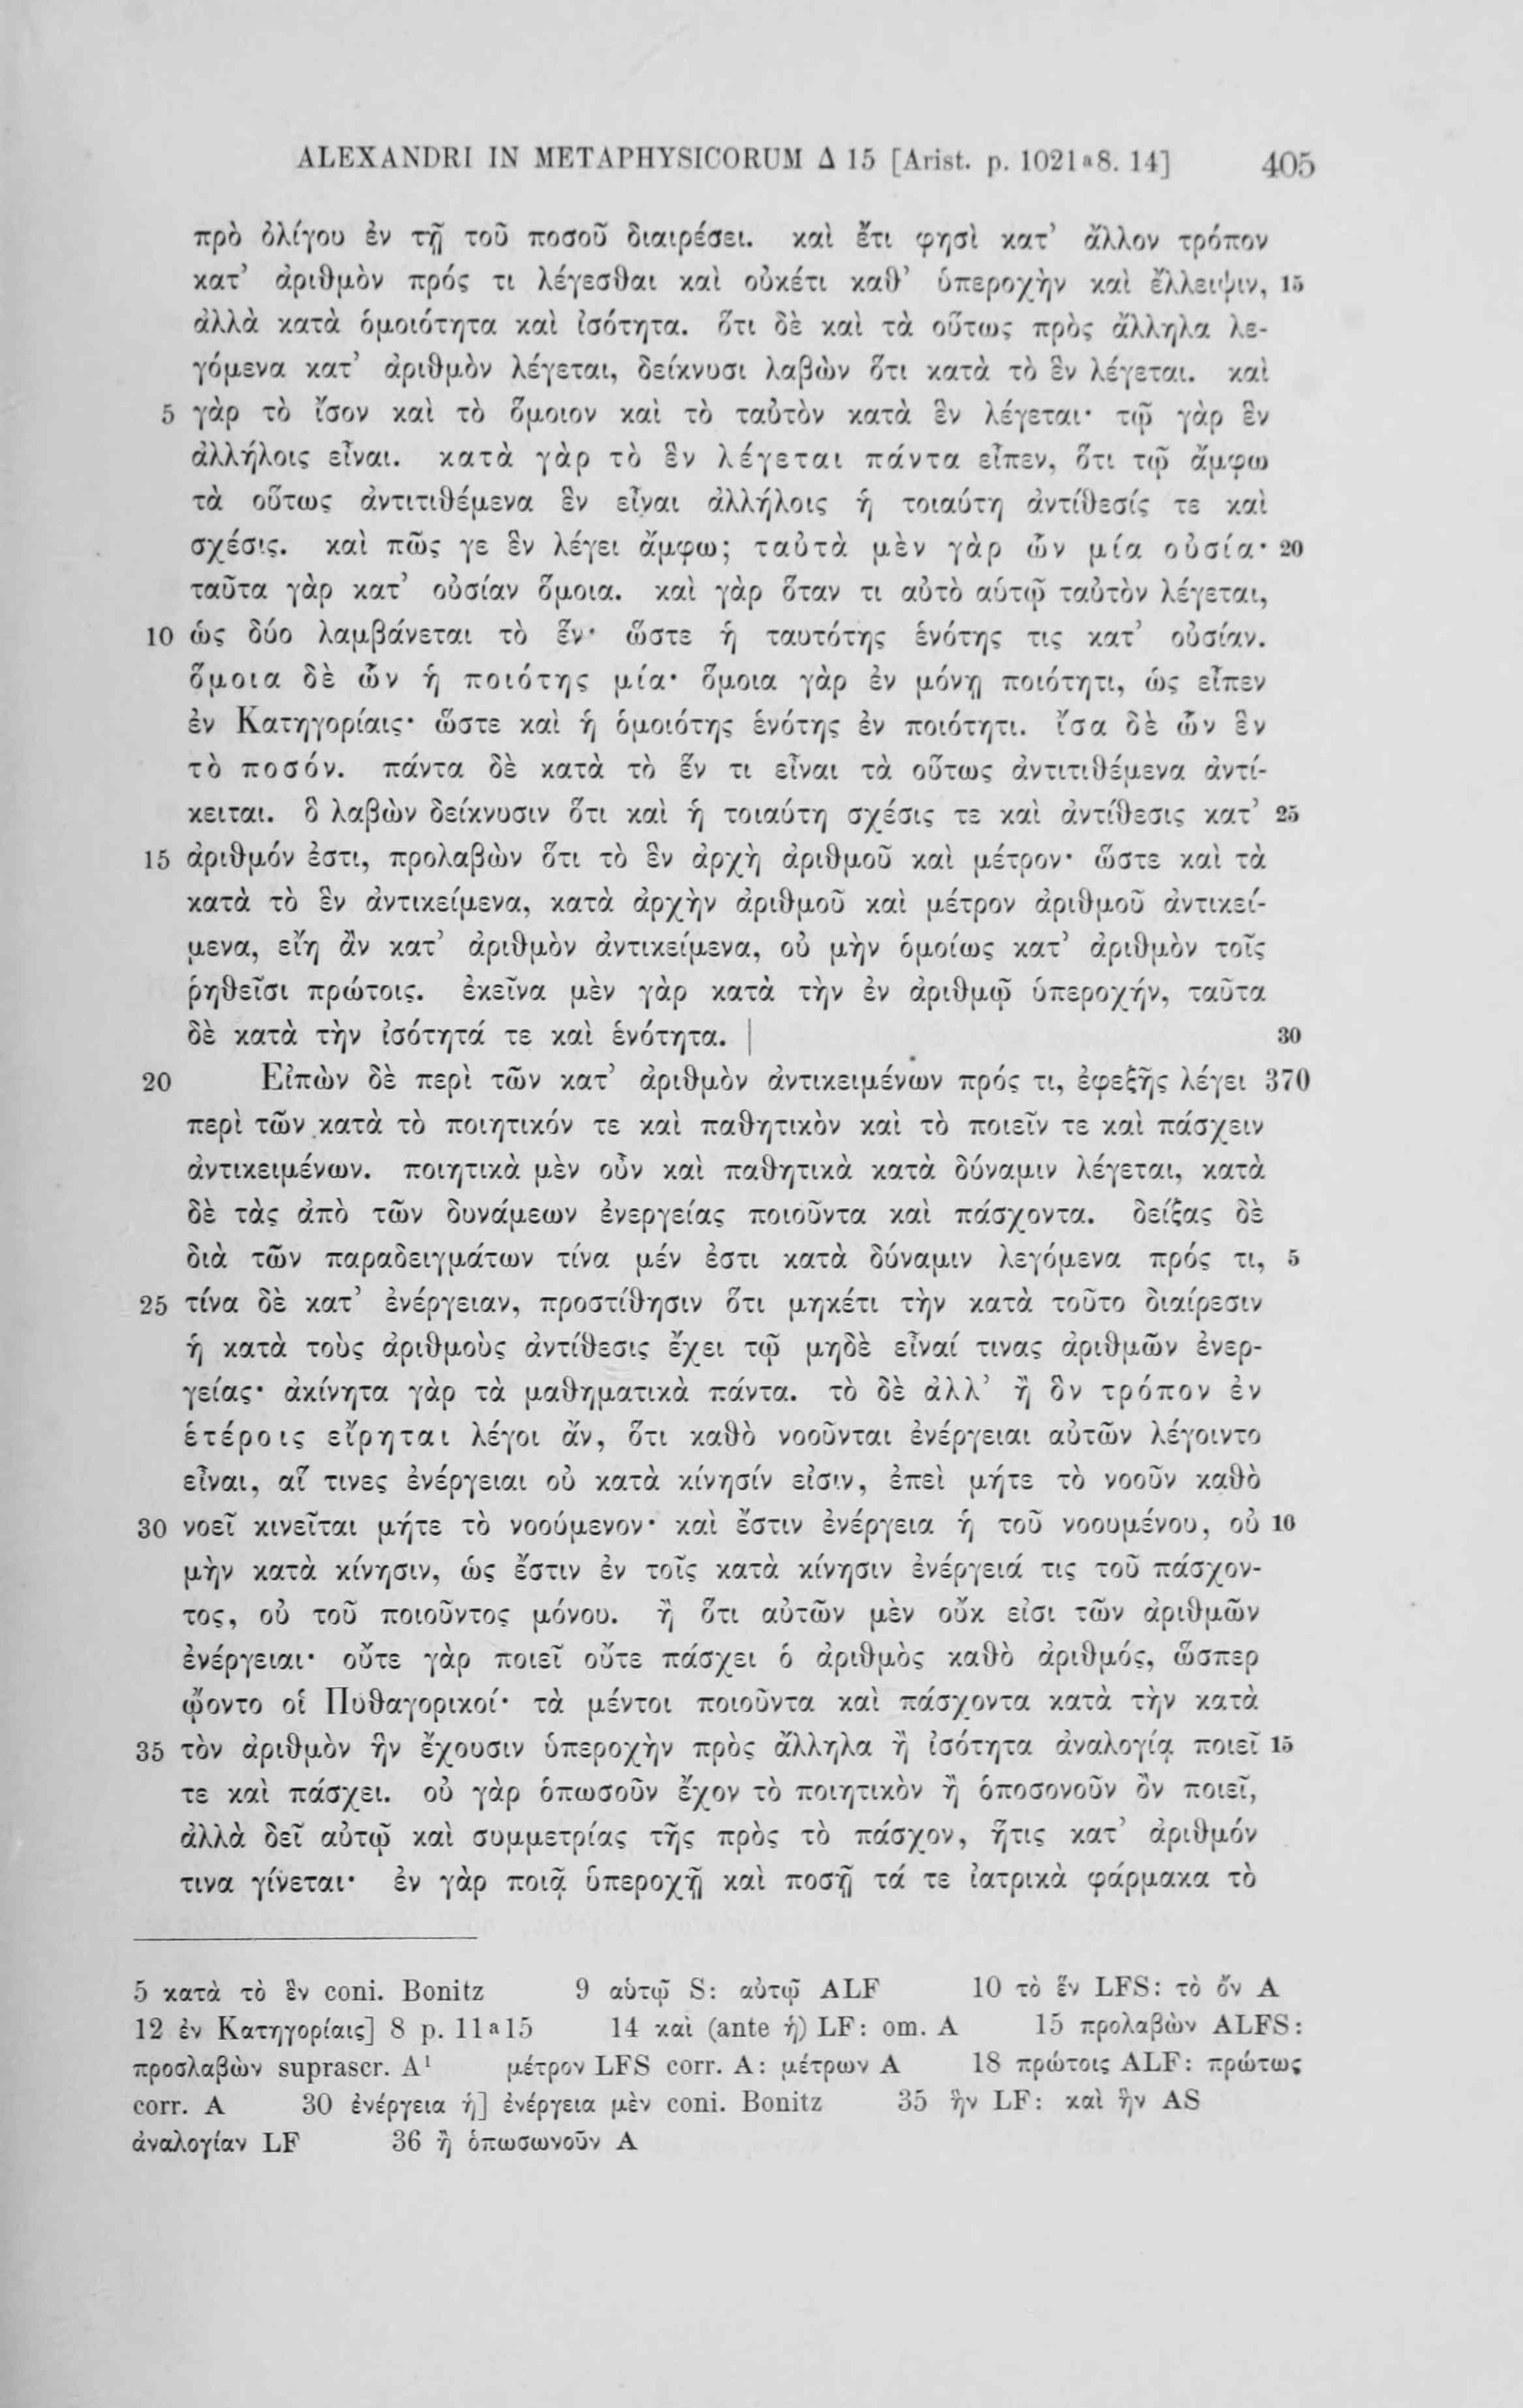 ALEXANDRI IN METAPHYSICORUM Δ 15 [Arist. p. 1021ª8. 14] 405
πρὸ ὀλίγου ἐν τῇ τοῦ ποσοῦ διαιρέσει. καὶ ἔτι φησὶ κατ’ ἄλλον τρόπον
κατ’ ἀριθμὸν πρός τι λέγεσθαι καὶ οὐκέτι καθ’ ὑπεροχὴν καὶ ἔλλειψιν, 15
ἀλλὰ κατὰ ὁμοιότητα καὶ ἰσότητα. ὅτι δὲ καὶ τὰ οὕτως πρὸς ἄλληλα λε-
γόμενα κατ’ ἀριθμὸν λέγεται, δείκνυσι λαβὼν ὅτι κατὰ τὸ ἓν λέγεται. καὶ
5 γὰρ τὸ ἴσον καὶ τὸ ὅμοιον καὶ τὸ ταὐτὸν κατὰ ἓν λέγεται· τῷ γὰρ ἓν
ἀλλήλοις εἶναι. κατὰ γὰρ τὸ ἓν λέγεται πάντα εἶπεν, ὅτι τῷ ἄμφω
τὰ οὕτως ἀντιτιθέμενα ἓν εἶναι ἀλλήλοις ἡ τοιαύτη ἀντίθεσίς τε καὶ
σχέσις. καὶ πῶς γε ἓν λέγει ἄμφω; ταὐτὰ μὲν γὰρ ὧν μία οὐσία· 20
ταῦτα γὰρ κατ’ οὐσίαν ὅμοια. καὶ γὰρ ὅταν τι αὐτὸ αὑτῷ ταὐτὸν λέγεται,
10 ὡς δύο λαμβάνεται τὸ ἕν· ὥστε ἡ ταυτότης ἑνότης τις κατ’ οὐσίαν.
ὅμοια δὲ ὧν ἡ ποιότης μία· ὅμοια γὰρ ἐν μόνῃ ποιότητι, ὡς εἶπεν
ἐν Κατηγορίαις· ὥστε καὶ ἡ ὁμοιότης ἑνότης ἐν ποιότητι. ἴσα δὲ ὧν ἓν
τὸ ποσόν. πάντα δὲ κατὰ τὸ ἕν τι εἶναι τὰ οὕτως ἀντιτιθέμενα ἀντί-
κειται. ὃ λαβὼν δείκνυσιν ὅτι καὶ ἡ τοιαύτη σχέσις τε καὶ ἀντίθεσις κατ’ 25
15 ἀριθμόν ἐστι, προλαβὼν ὅτι τὸ ἓν ἀρχὴ ἀριθμοῦ καὶ μέτρον· ὥστε καὶ τὰ
κατὰ τὸ ἓν ἀντικείμενα, κατὰ ἀρχὴν ἀριθμοῦ καὶ μέτρον ἀριθμοῦ ἀντικεί-
μενα, εἴη ἂν κατ’ ἀριθμὸν ἀντικείμενα, οὐ μὴν ὁμοίως κατ’ ἀριθμὸν τοῖς
ῥηθεῖσι πρώτοις. ἐκεῖνα μὲν γὰρ κατὰ τὴν ἐν ἀριθμῷ ὑπεροχήν, ταῦτα
δὲ κατὰ τὴν ἰσότητά τε καὶ ἑνότητα. | 30
20 Εἰπὼν δὲ περὶ τῶν κατ’ ἀριθμὸν ἀντικειμένων πρός τι, ἐφεξῆς λέγει 370
περὶ τῶν κατὰ τὸ ποιητικόν τε καὶ παθητικὸν καὶ τὸ ποιεῖν τε καὶ πάσχειν
ἀντικειμένων. ποιητικὰ μὲν οὖν καὶ παθητικὰ κατὰ δύναμιν λέγεται, κατὰ
δὲ τὰς ἀπὸ τῶν δυνάμεων ἐνεργείας ποιοῦντα καὶ πάσχοντα. δείξας δὲ
διὰ τῶν παραδειγμάτων τίνα μέν ἐστι κατὰ δύναμιν λεγόμενα πρός τι, 5
25 τίνα δὲ κατ’ ἐνέργειαν, προστίθησιν ὅτι μηκέτι τὴν κατὰ τοῦτο διαίρεσιν
ἡ κατὰ τοὺς ἀριθμοὺς ἀντίθεσις ἔχει τῷ μηδὲ εἶναί τινας ἀριθμῶν ἐνερ-
γείας· ἀκίνητα γὰρ τὰ μαθηματικὰ πάντα. τὸ δὲ ἀλλ’ ἢ ὃν τρόπον ἐν
ἑτέροις εἴρηται λέγοι ἄν, ὅτι καθὸ νοοῦνται ἐνέργειαι αὐτῶν λέγοιντο
εἶναι, αἵ τινες ἐνέργειαι οὐ κατὰ κίνησίν εἰσιν, ἐπεὶ μήτε τὸ νοοῦν καθὸ
30 νοεῖ κινεῖται μήτε τὸ νοούμενον· καὶ ἔστιν ἐνέργεια ἡ τοῦ νοουμένου, οὐ 10
μὴν κατὰ κίνησιν, ὡς ἔστιν ἐν τοῖς κατὰ κίνησιν ἐνέργειά τις τοῦ πάσχον-
τος, οὐ τοῦ ποιοῦντος μόνου. ἢ ὅτι αὐτῶν μὲν οὔκ εἰσι τῶν ἀριθμῶν
ἐνέργειαι· οὔτε γὰρ ποιεῖ οὔτε πάσχει ὁ ἀριθμὸς καθὸ ἀριθμός, ὥσπερ
ᾤοντο οἱ Πυθαγορικοί· τὰ μέντοι ποιοῦντα καὶ πάσχοντα κατὰ τὴν κατὰ
35 τὸν ἀριθμὸν ἣν ἔχουσιν ὑπεροχὴν πρὸς ἄλληλα ἢ ἰσότητα ἀναλογίᾳ ποιεῖ 15
τε καὶ πάσχει. οὐ γὰρ ὁπωσοῦν ἔχον τὸ ποιητικὸν ἢ ὁποσονοῦν ὂν ποιεῖ,
ἀλλὰ δεῖ αὐτῷ καὶ συμμετρίας τῆς πρὸς τὸ πάσχον, ἥτις κατ’ ἀριθμόν
τινα γίνεται· ἐν γὰρ ποιᾷ ὑπεροχῇ καὶ ποσῇ τά τε ἰατρικὰ φάρμακα τὸ
5 κατὰ τὸ ἓν coni. Bonitz 9 αὑτῷ S: αὐτῷ ALF 10 τὸ ἕν LFS: τὸ ὄν A
12 ἐν Κατηγορίαις] 8 p. 11ª15 14 καὶ (ante ἡ) LF: om. A 15 προλαβὼν ALFS:
προσλαβὼν suprascr. A¹ μέτρον LFS corr. A: μέτρων A 18 πρώτοις ALF: πρώτως
corr. A 30 ἐνέργεια ἡ] ἐνέργεια μὲν coni. Bonitz 35 ἣν LF: καὶ ἣν AS
ἀναλογίαν LF 36 ἢ ὁπωσωνοῦν A